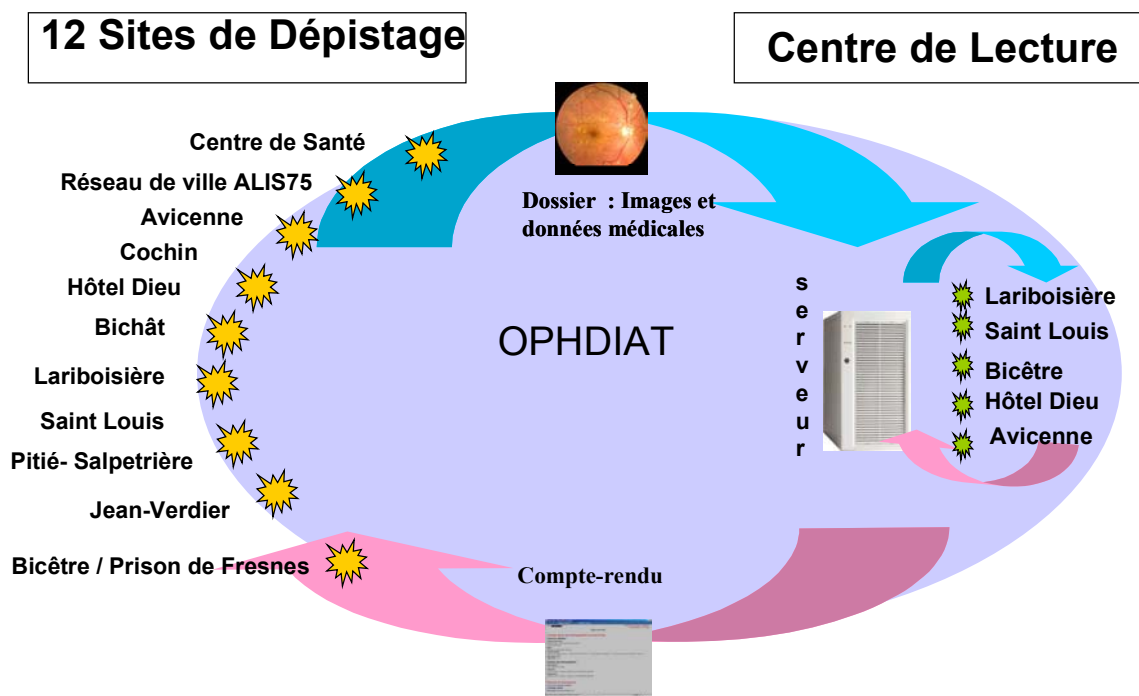 12 Sites de Dépistage
Centre de Lecture
Centre de Santé
Réseau de ville ALIS75
Avicenne
Cochin
Hôtel Dieu
Bichât
Lariboisière
Saint Louis
Pitié- Salpetrière
Jean-Verdier
Bicêtre / Prison de Fresnes
Dossier : Images et
données médicales
OPHDIAT
serveur
Lariboisière
Saint Louis
Bicêtre
Hôtel Dieu
Avicenne
Compte-rendu